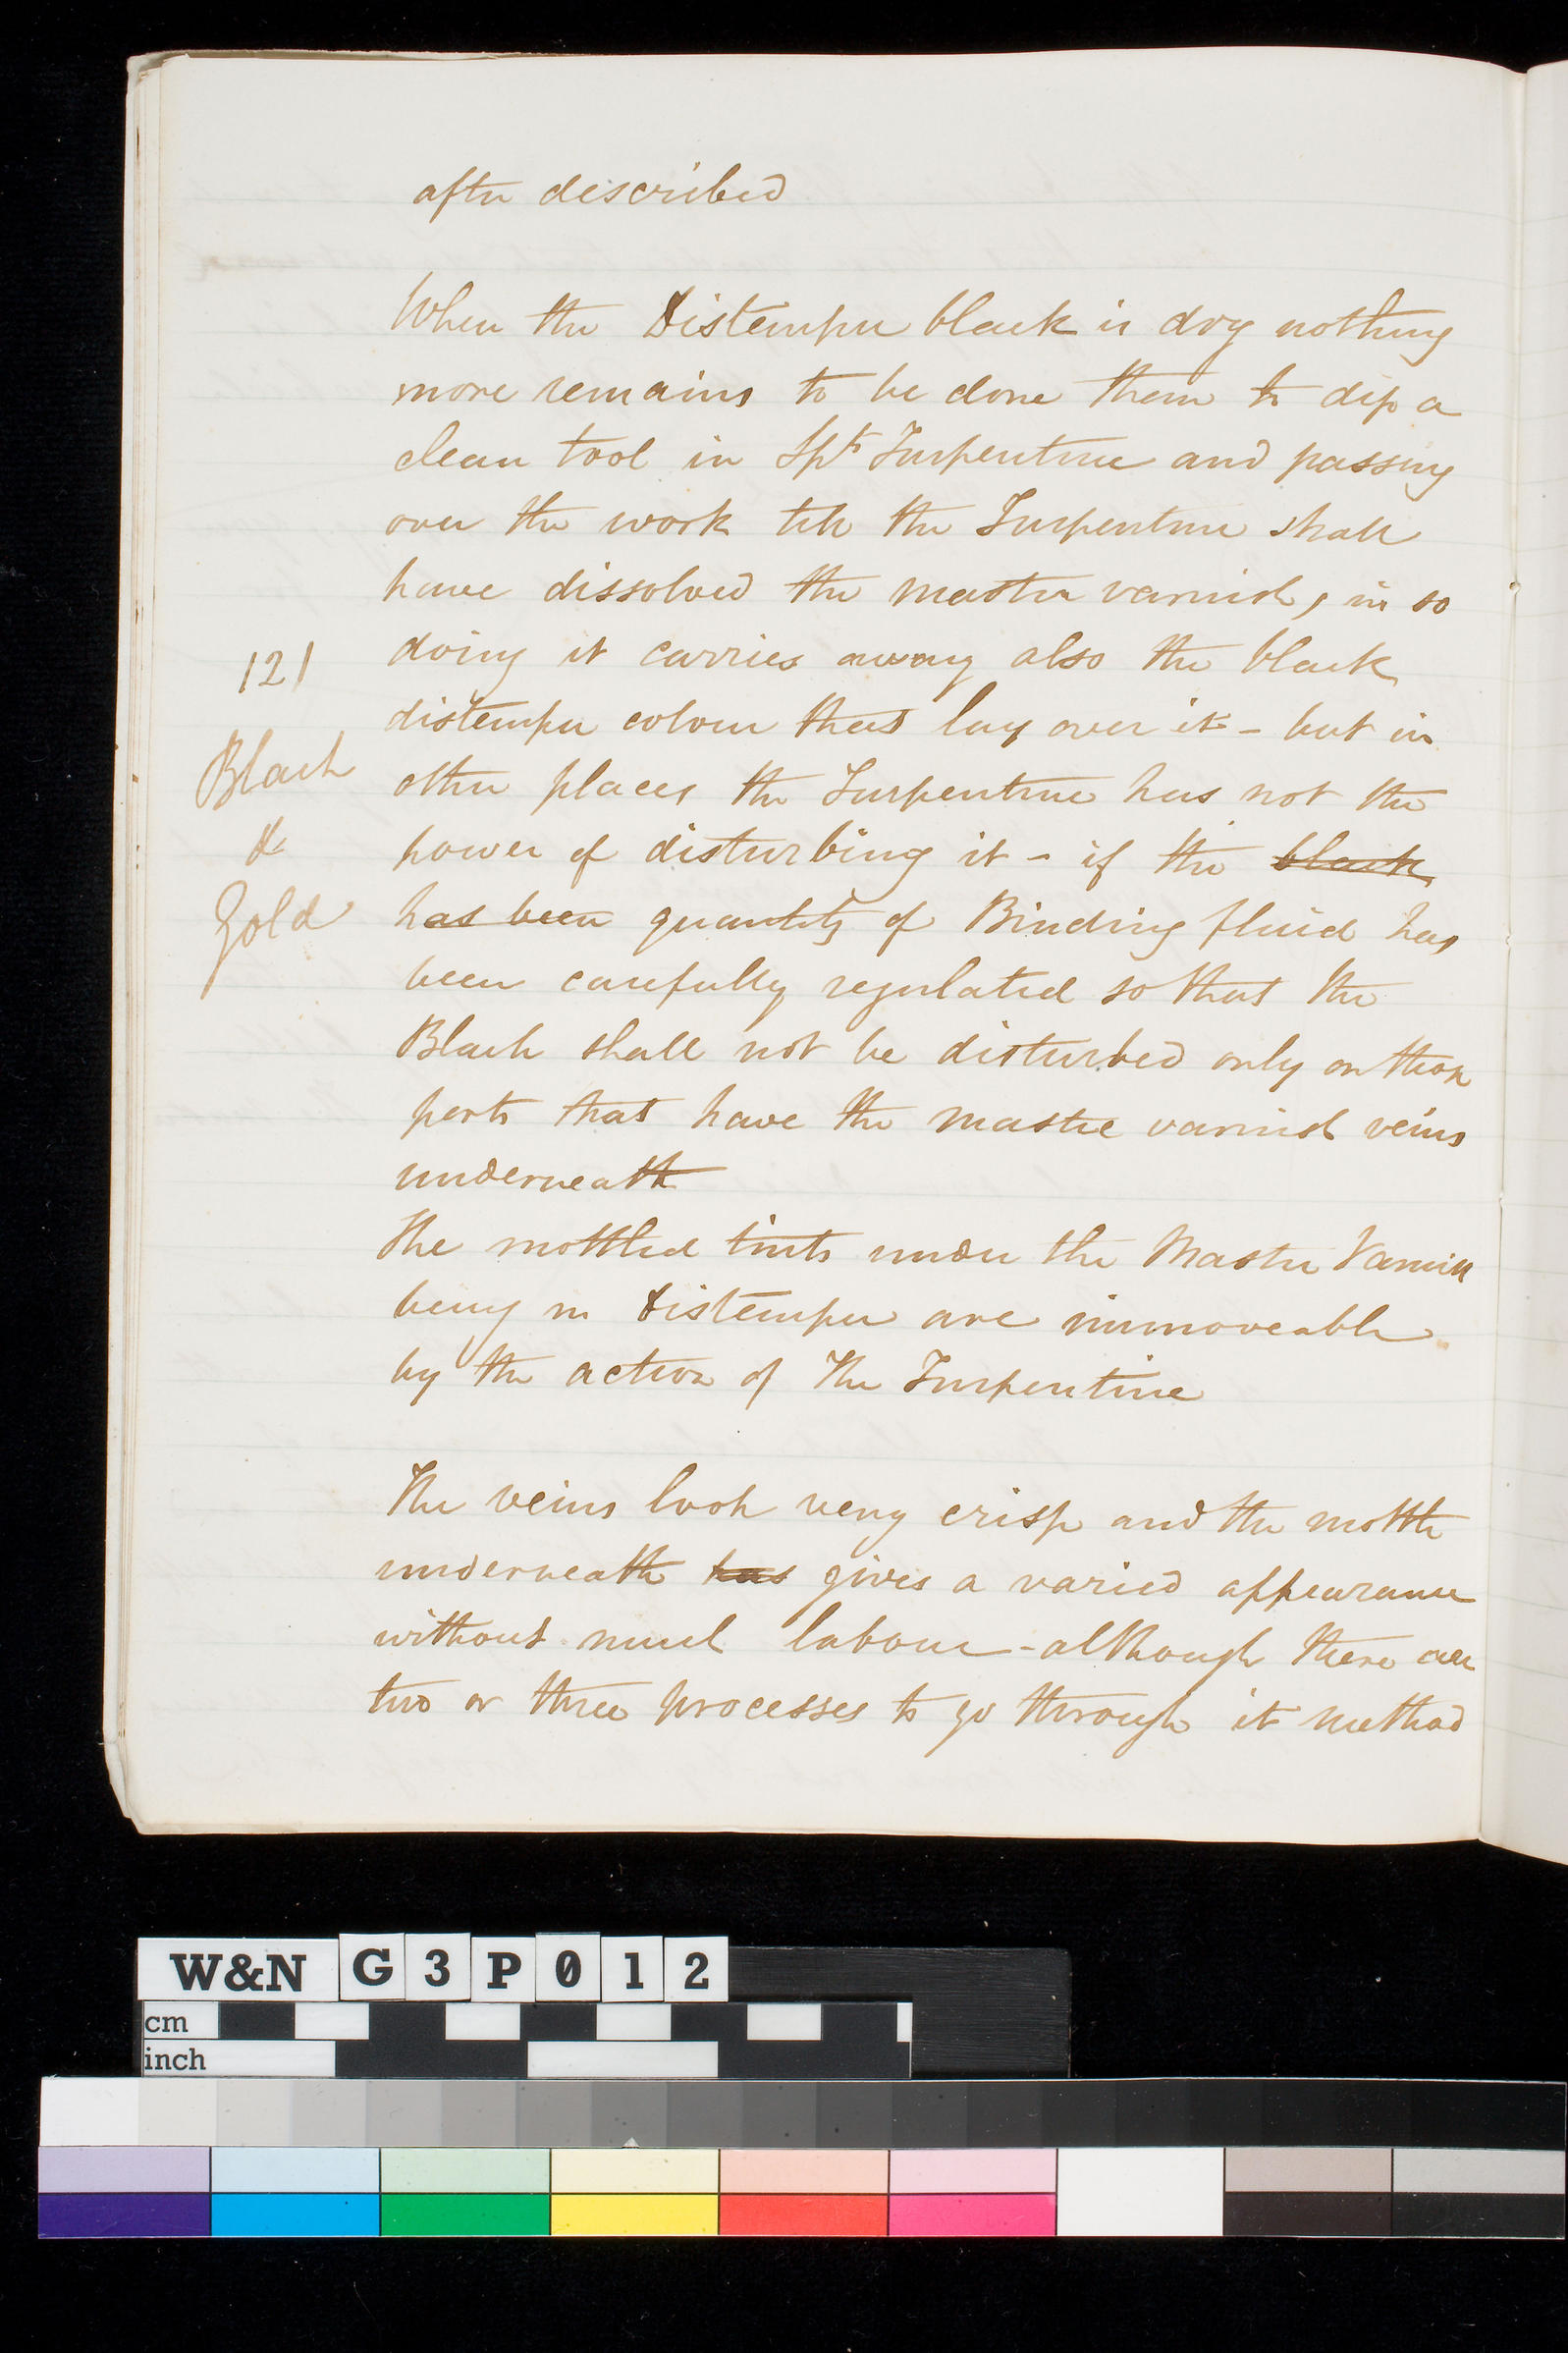 after described
When the Distemper black is dry nothing
more remains to be done them to dip a
clean tool in Spts Turpentine and passing
over the work till the Turpentine shall
have dissolved the mastic varnish, in so
doing it carries away also the black
distemper colour that lay over it - but in
other places the Turpentine has not the
power of disturbing it - if the black
has been quantity of Binding fluid has
been carefully regulated so that the
Black shall not be disturbed only on those
parts that have the mastic varnish veins
underneath
The mottled tints under the Mastic Varnish
being in Distemper are immoveable
by the action of the Turpentine
The veins look very crisp and the mottle
underneath has gives a varied appearance
without much labour - although there are
two or three processes to go through it method
121
Black
&
Gold
W&N G3P012
cm
inch